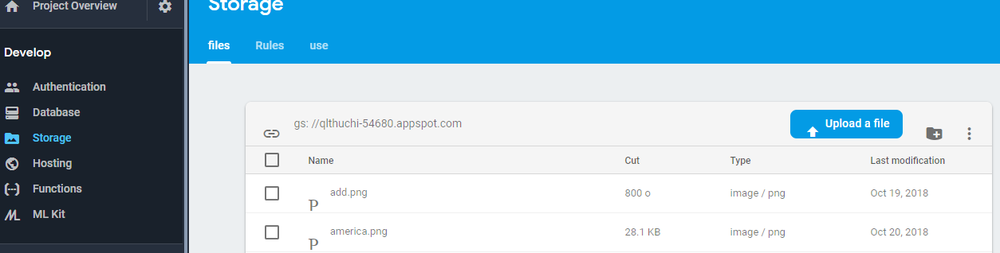 Project Overview
Storage
Develop
files Rules use
Authentication
Database
Storage
Hosting
Functions
ML Kit
gs: //qlthuchi-54680.appspot.com Upload a file
Name Cut Type Last modification
P add.png 800 o image / png Oct 19, 2018
P america.png 28.1 KB image / png Oct 20, 2018